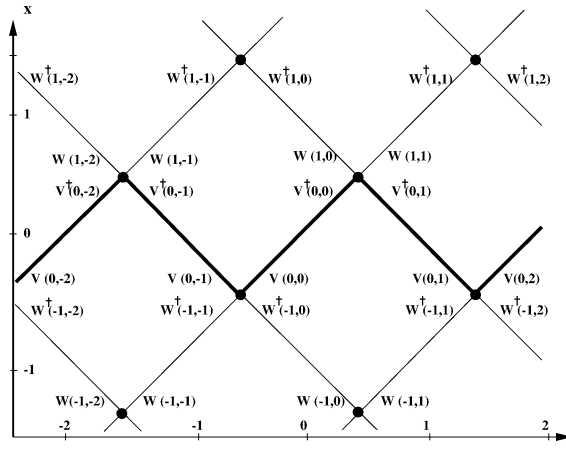 x
W†(1,-2) W†(1,-1) W†(1,0) W†(1,1) W†(1,2)
1
W (1,-2) W (1,-1) W (1,0) W (1,1)
V†(0,-2) V†(0,-1) V†(0,0) V†(0,1)
0
V (0,-2) V (0,-1) V (0,0) V(0,1) V(0,2)
W†(-1,-2) W†(-1,-1) W†(-1,0) W†(-1,1) W†(-1,2)
-1
W(-1,-2) W (-1,-1) W (-1,0) W (-1,1)
-2 -1 0 1 2